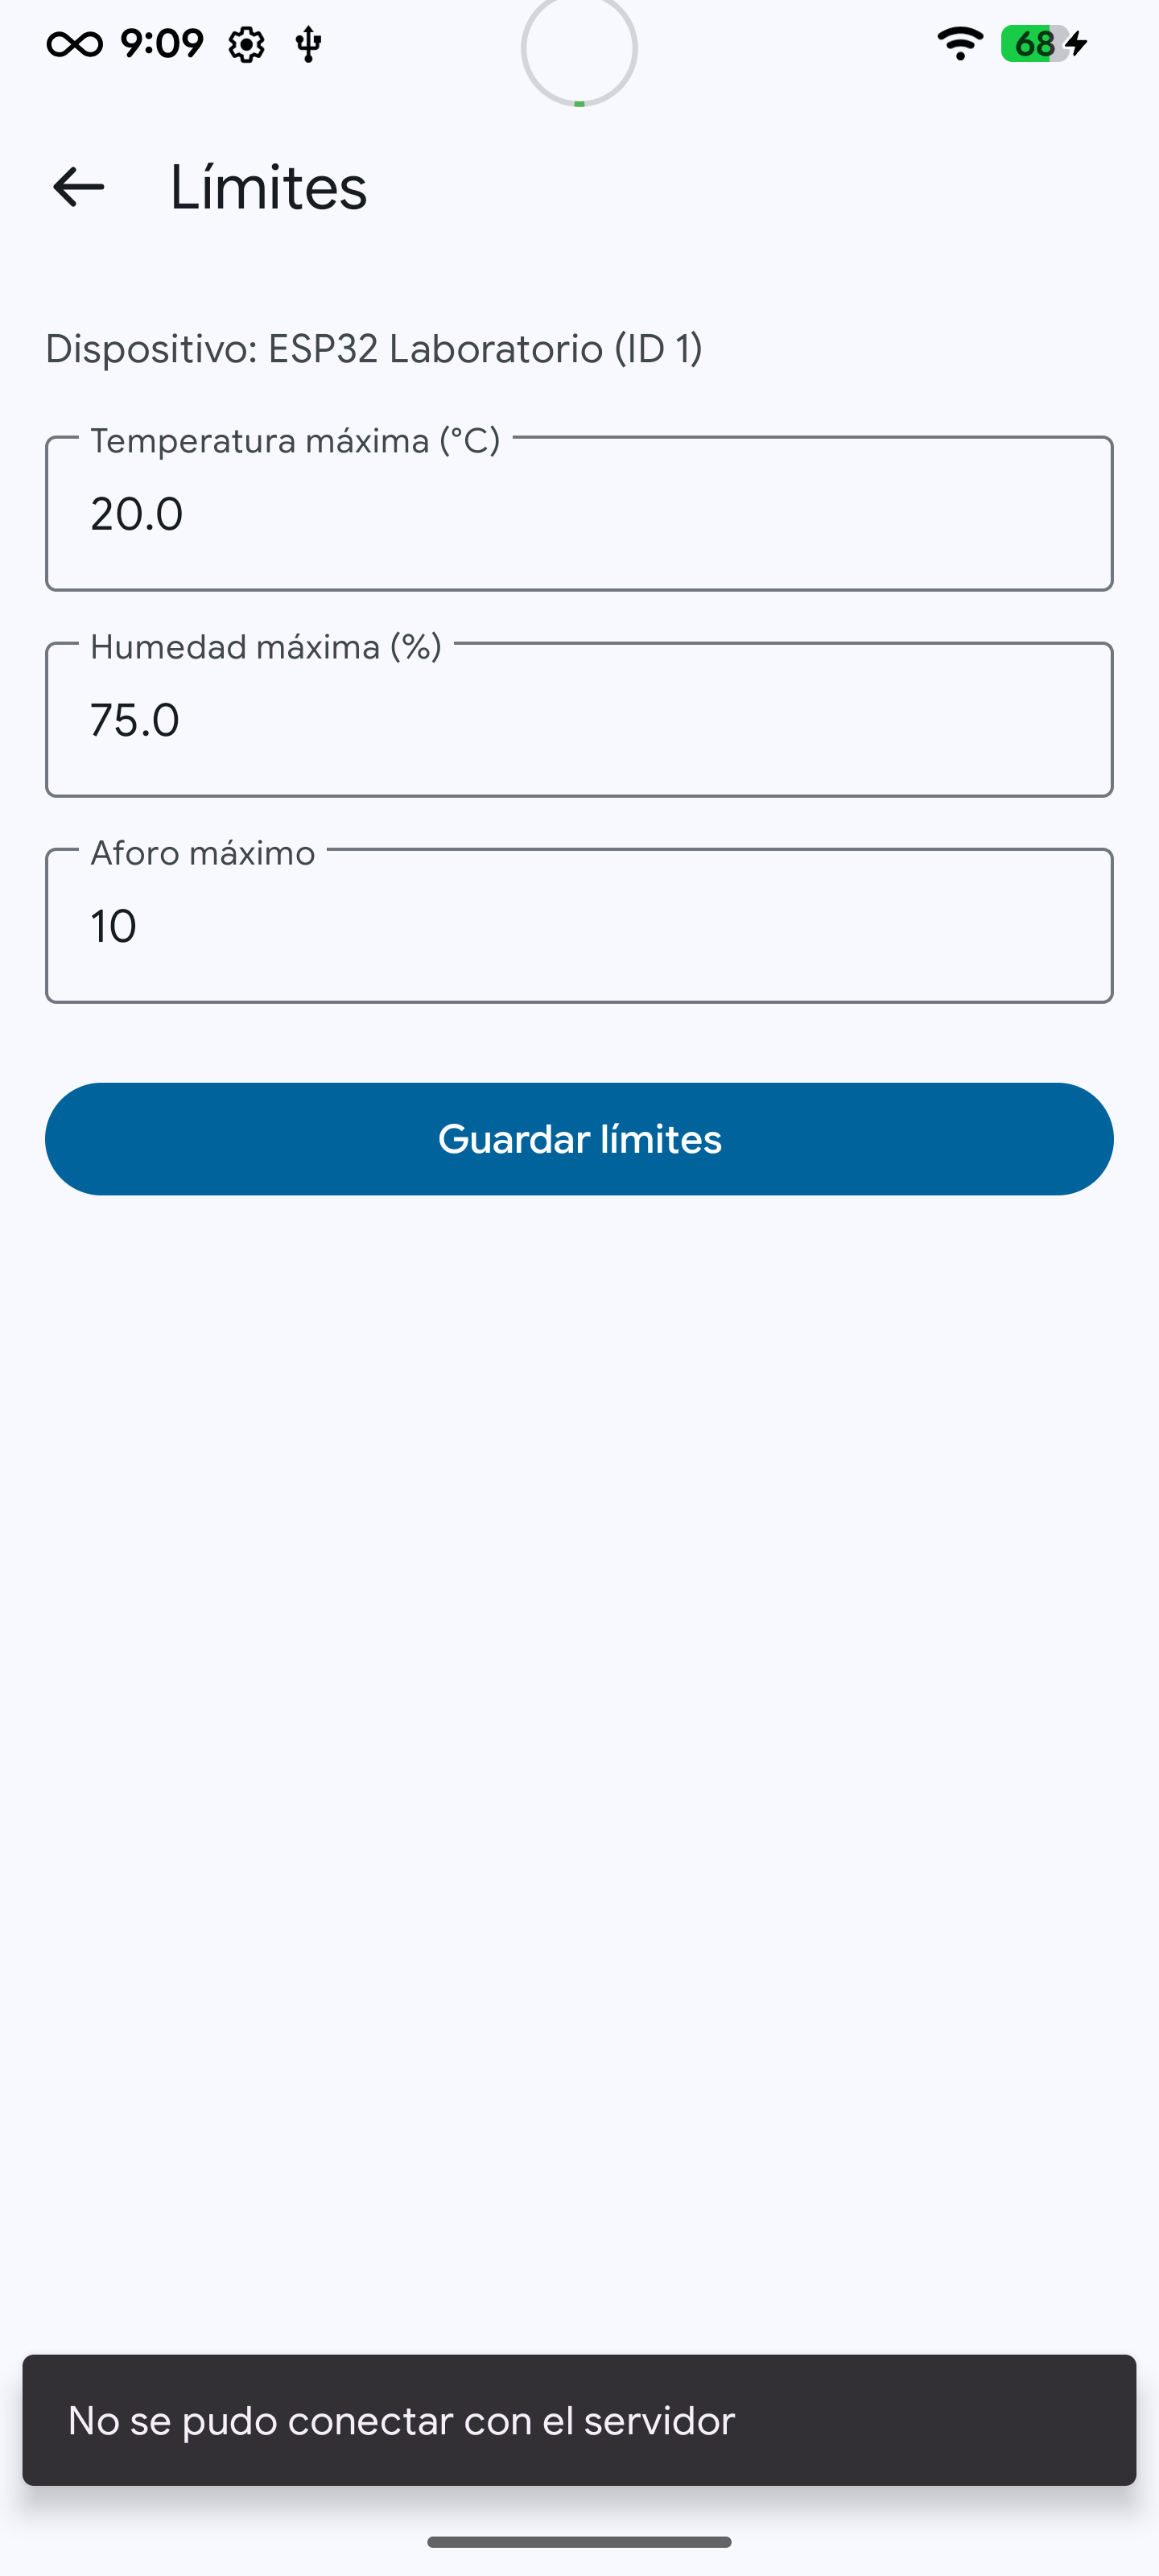 9:09
68
Límites
Dispositivo: ESP32 Laboratorio (ID 1)
Temperatura máxima (°C)
20.0
Humedad máxima (%)
75.0
Aforo máximo
10
Guardar límites
No se pudo conectar con el servidor